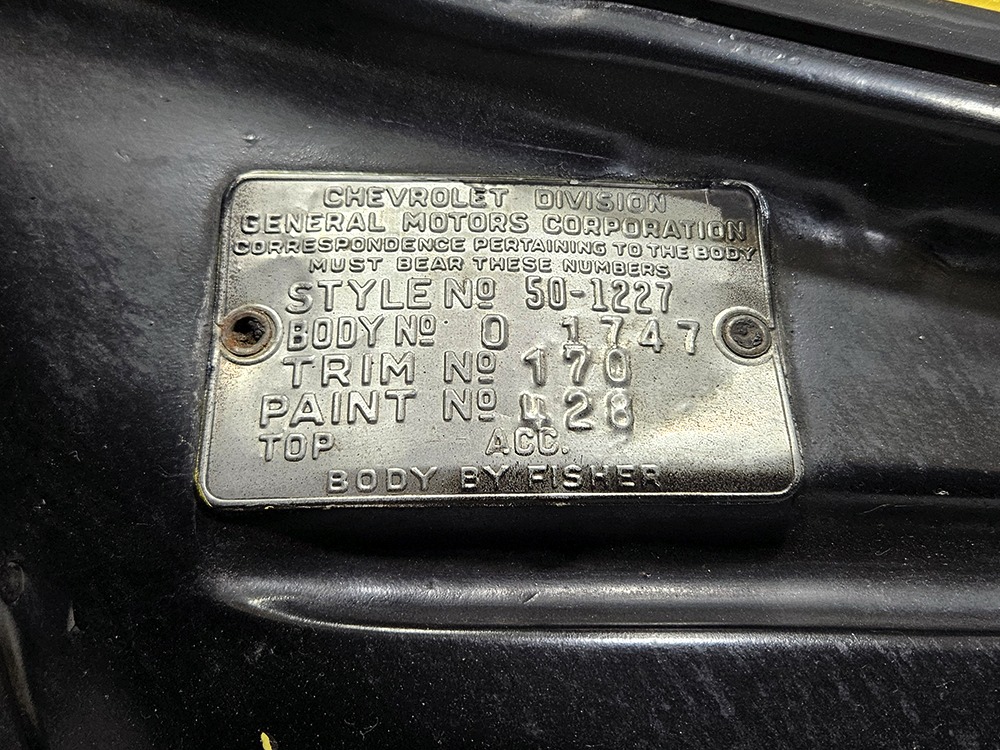 CHEVROLET DIVISION
GENERAL MOTORS CORPORATION
CORRESPONDENCE PERTAINING TO THE BODY
MUST BEAR THESE NUMBERS
STYLE Nº 50-1227
BODY Nº O 1747
TRIM Nº 170
PAINT Nº 428
TOP ACC.
BODY BY FISHER